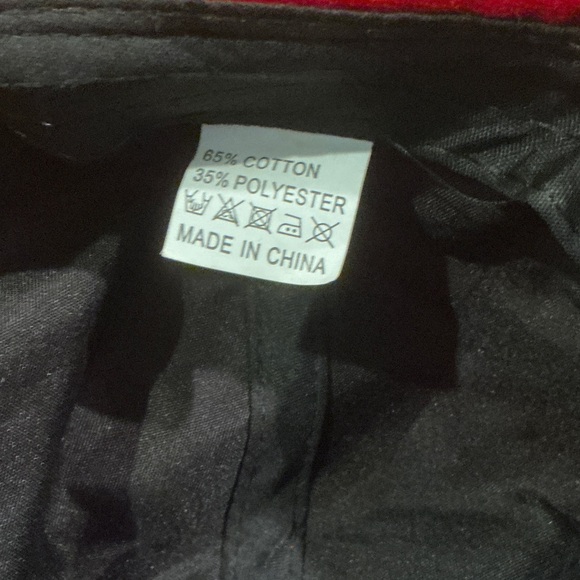 65% COTTON
35% POLYESTER
MADE IN CHINA